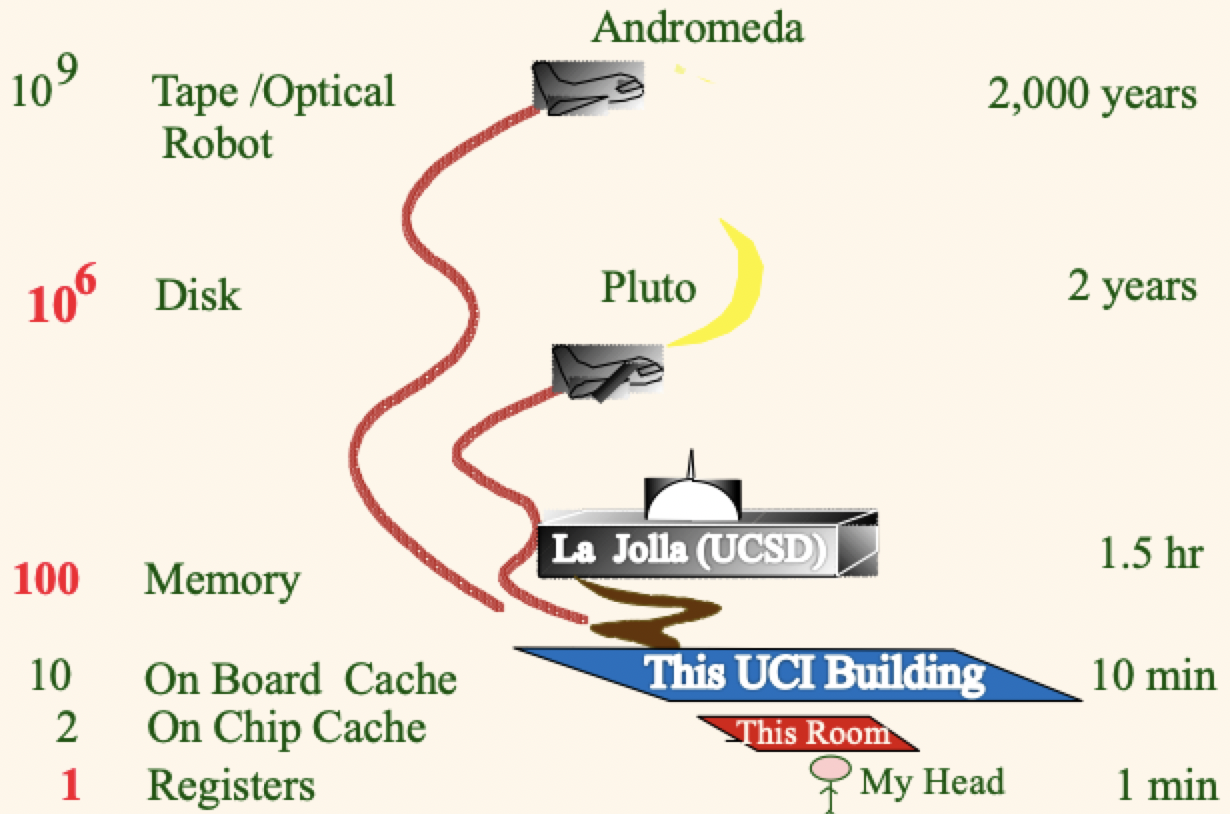 Andromeda
10^9 Tape /Optical 2,000 years
Robot
10^6 Disk Pluto 2 years
La Jolla (UCSD) 1.5 hr
100 Memory
10 On Board Cache This UCI Building 10 min
2 On Chip Cache This Room
1 Registers My Head 1 min